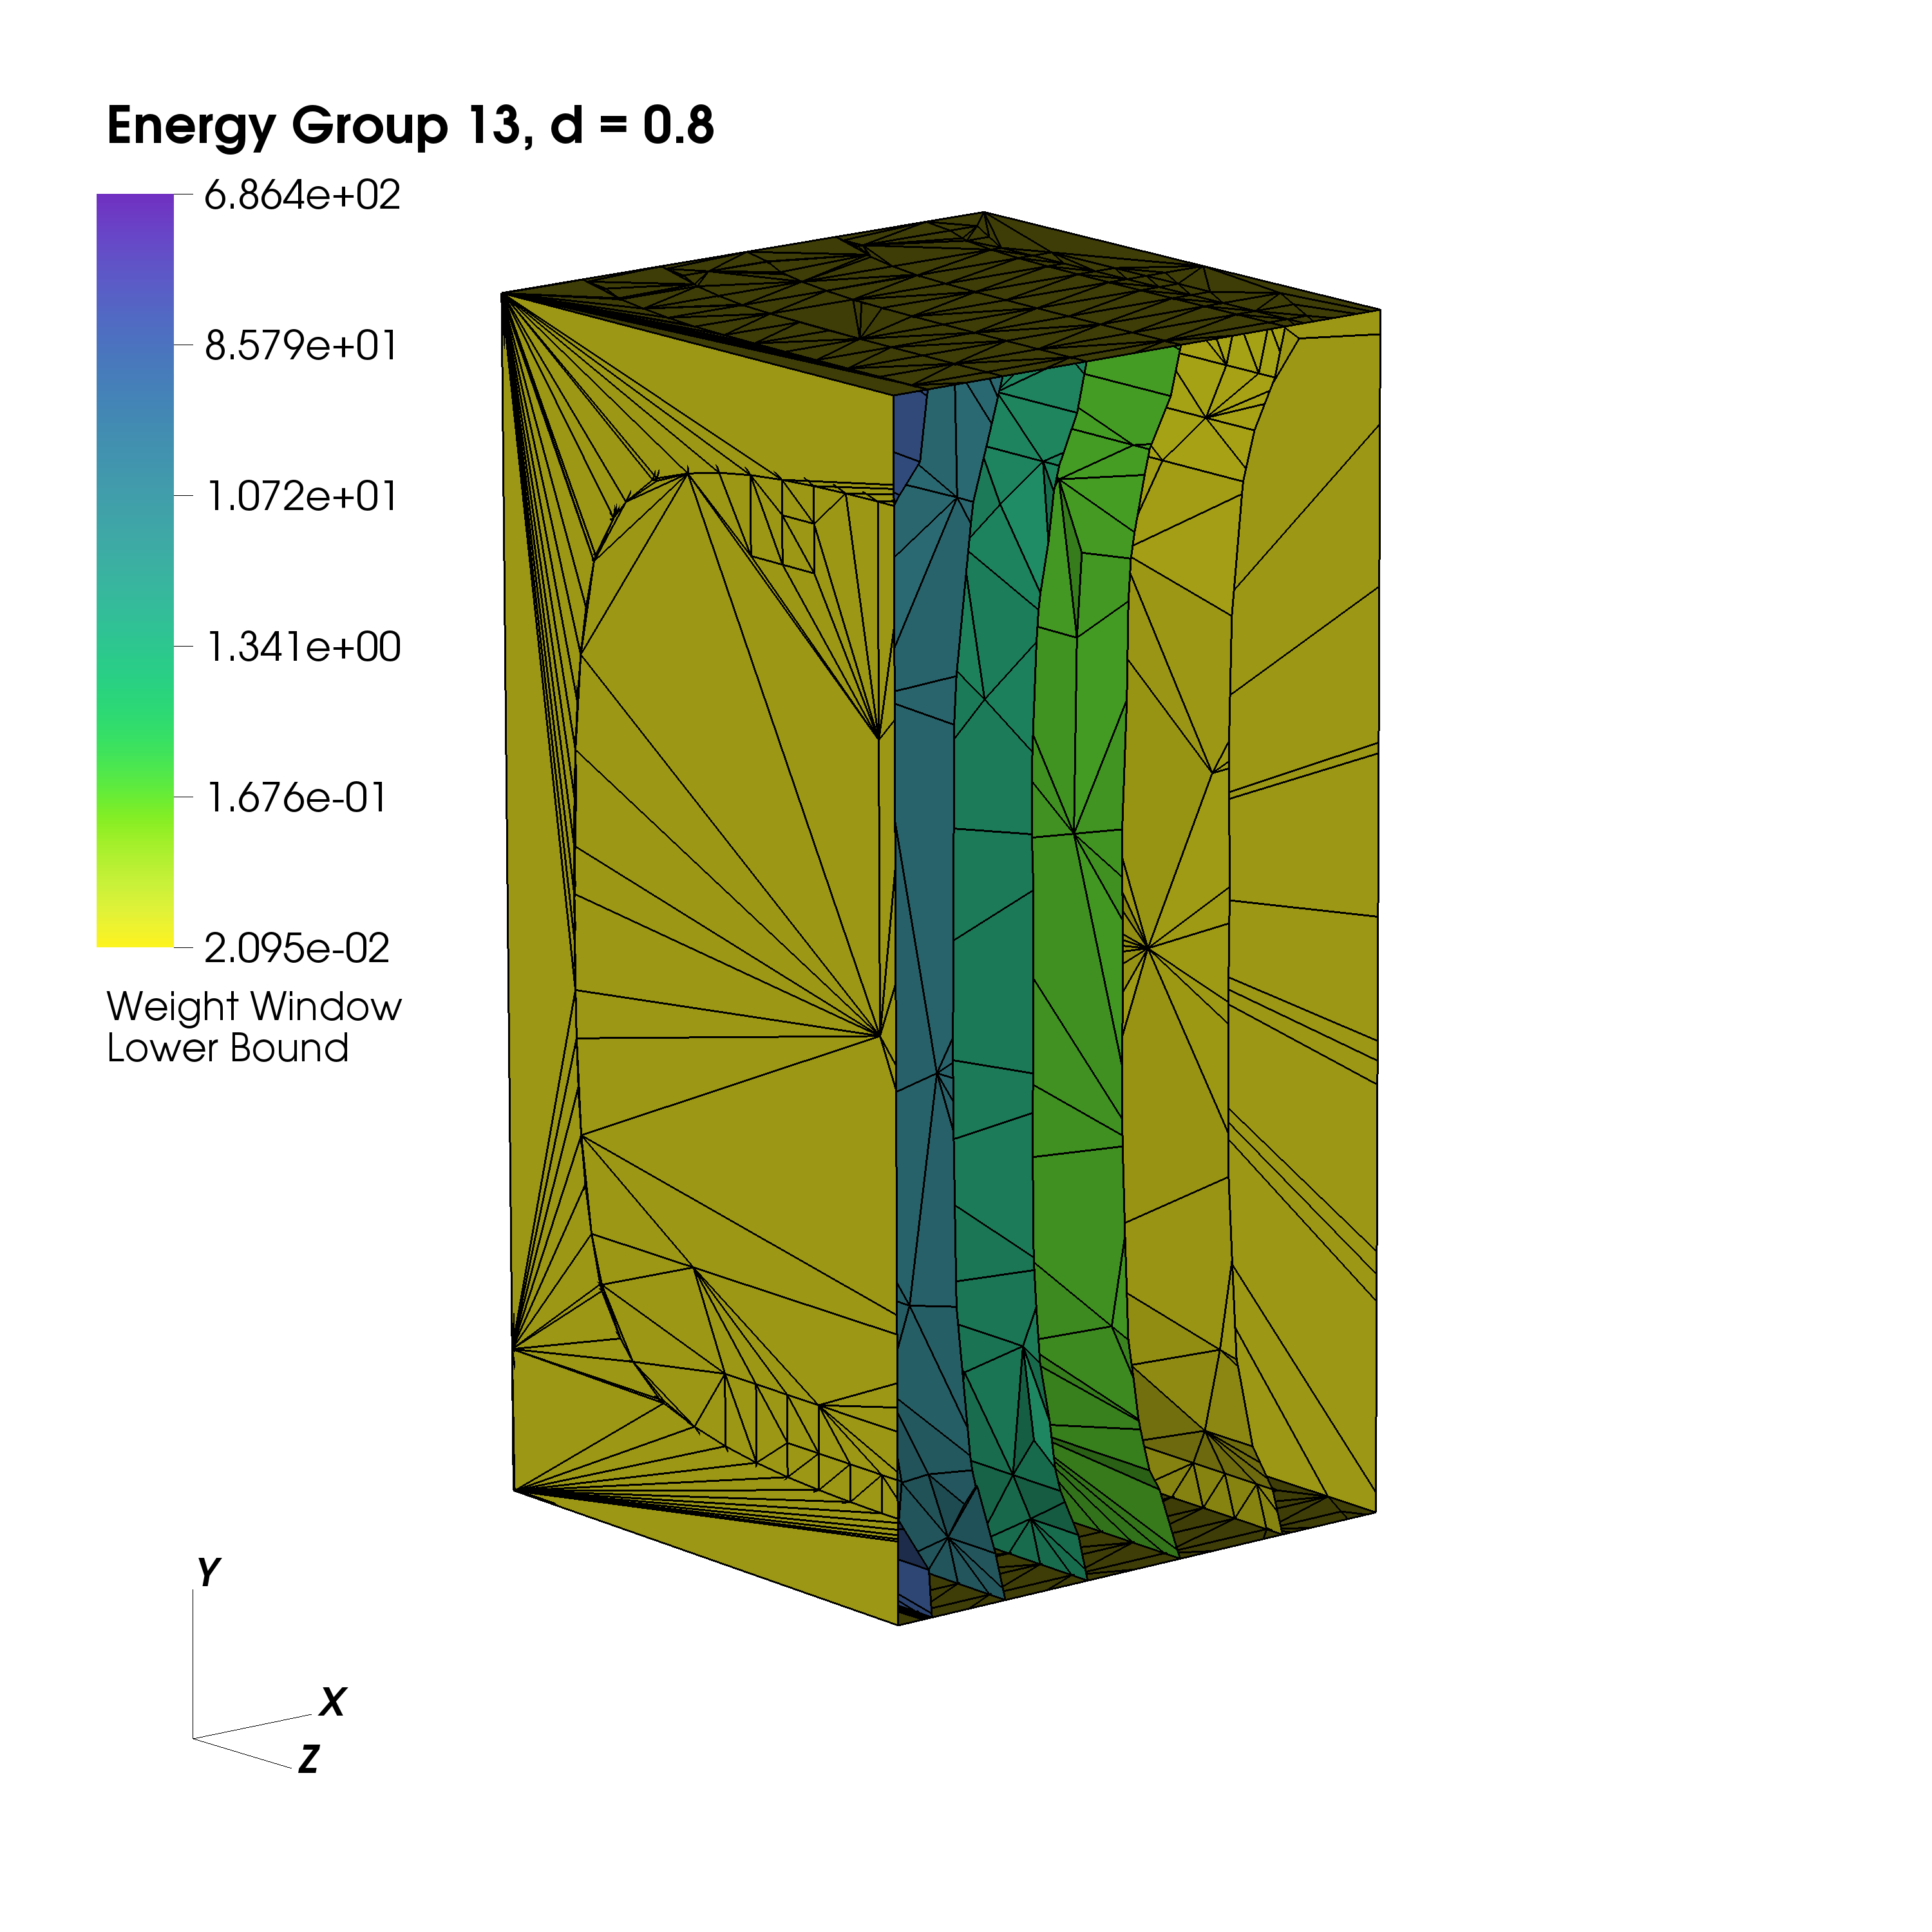 Energy Group 13, d = 0.8
6.864e+02
8.579e+01
1.072e+01
1.341e+00
1.676e-01
2.095e-02
Weight Window
Lower Bound
Y
X
Z